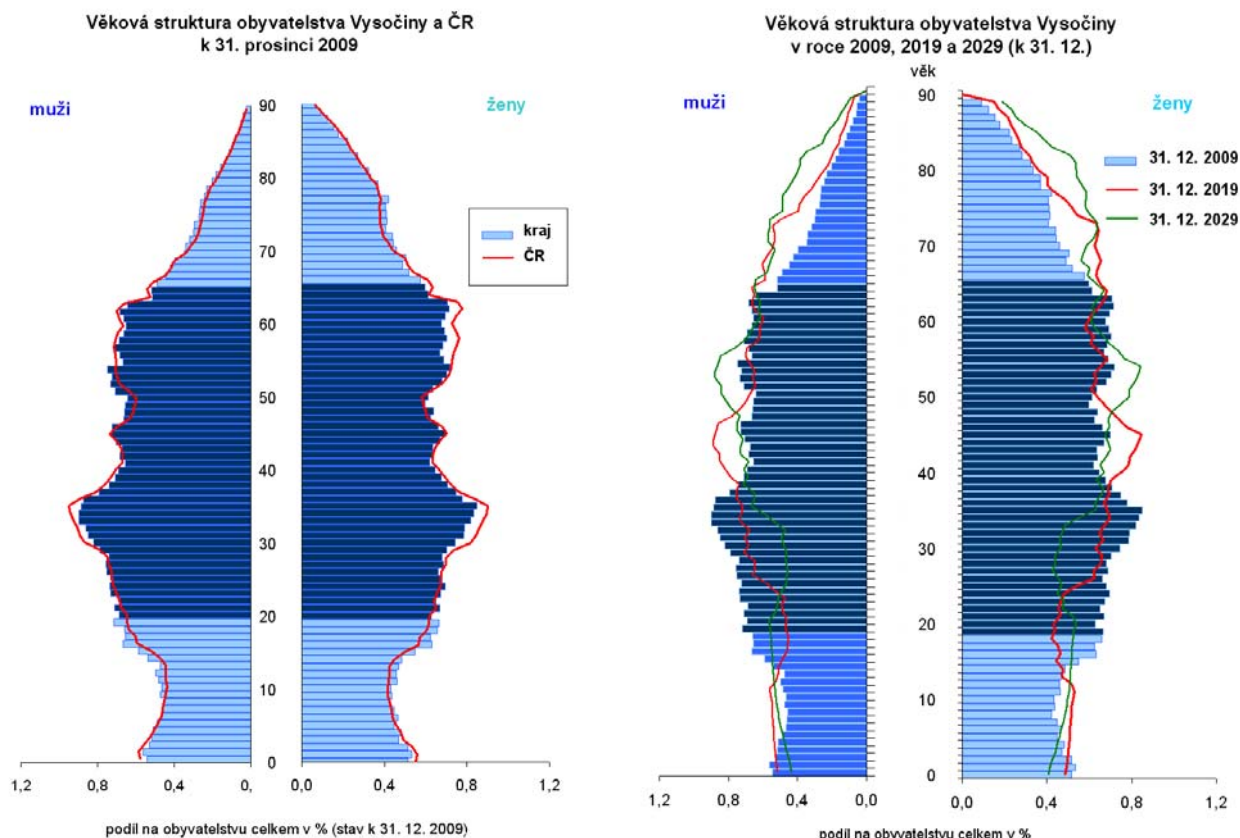 Věková struktura obyvatelstva Vysočiny a ČR
k 31. prosinci 2009
muži
ženy
90
80
70
60
50
40
30
20
10
0
kraj
ČR
1,2
0,8
0,4
0,
0,0
0,4
0,8
1,2
podíl na obyvatelstvu celkem v % (stav k 31. 12. 2009)
Věková struktura obyvatelstva Vysočiny
v roce 2009, 2019 a 2029 (k 31. 12.)
věk
muži
ženy
90
80
70
60
50
40
30
20
10
0
31. 12. 2009
31. 12. 2019
31. 12. 2029
1,2
0,8
0,4
0,0
0,0
0,4
0,8
1,2
podíl na obyvatelstvu celkem v %